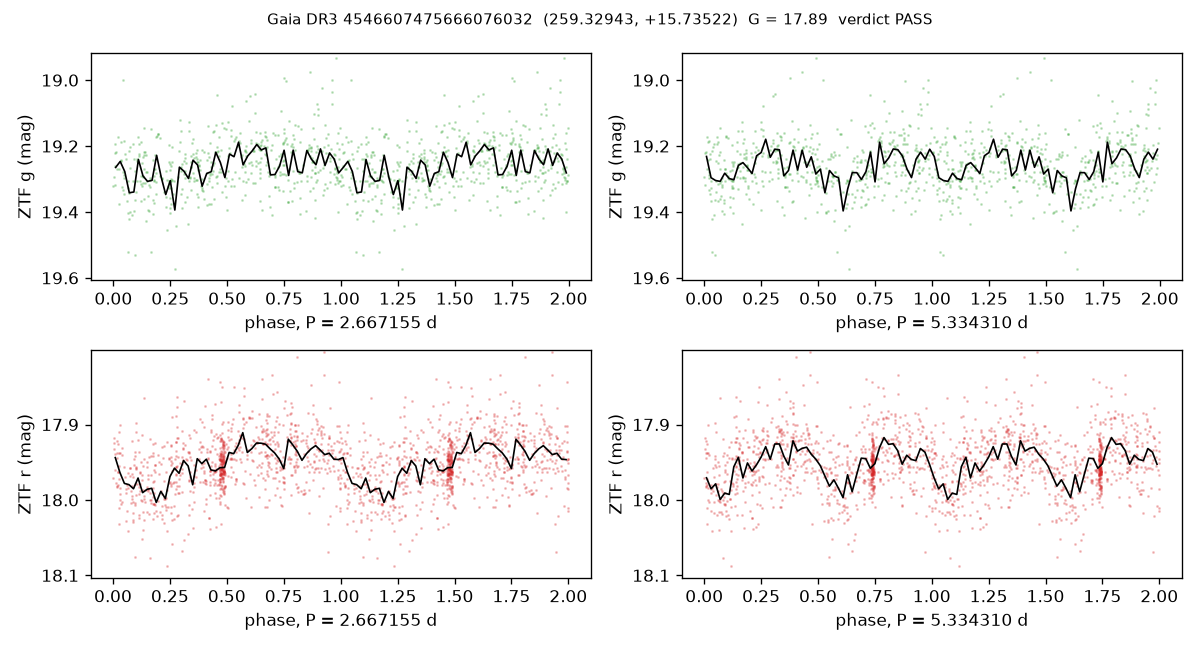 Gaia DR3 4546607475666076032 (259.32943, +15.73522) G = 17.89 verdict PASS
ZTF g (mag)
19.0
19.2
19.4
19.6
0.00 0.25 0.50 0.75 1.00 1.25 1.50 1.75 2.00
phase, P = 2.667155 d
ZTF g (mag)
19.0
19.2
19.4
19.6
0.00 0.25 0.50 0.75 1.00 1.25 1.50 1.75 2.00
phase, P = 5.334310 d
ZTF r (mag)
17.9
18.0
18.1
0.00 0.25 0.50 0.75 1.00 1.25 1.50 1.75 2.00
phase, P = 2.667155 d
ZTF r (mag)
17.9
18.0
18.1
0.00 0.25 0.50 0.75 1.00 1.25 1.50 1.75 2.00
phase, P = 5.334310 d